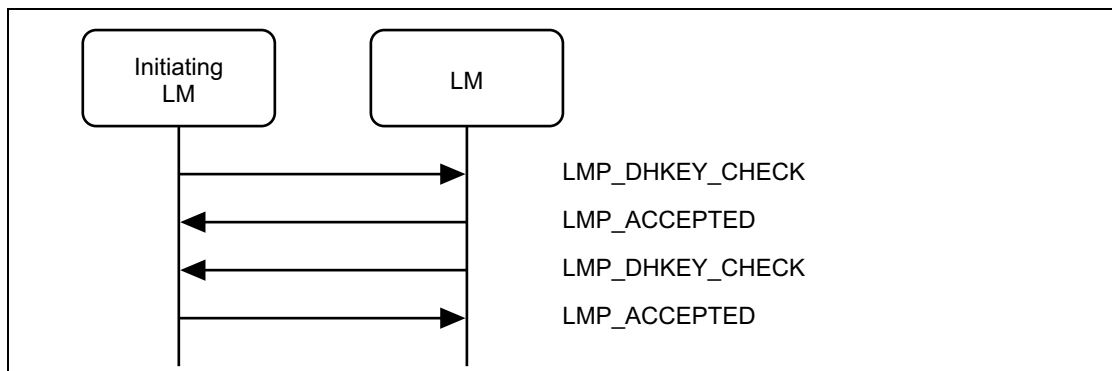 Initiating
LM
LM
LMP_DHKEY_CHECK
LMP_ACCEPTED
LMP_DHKEY_CHECK
LMP_ACCEPTED